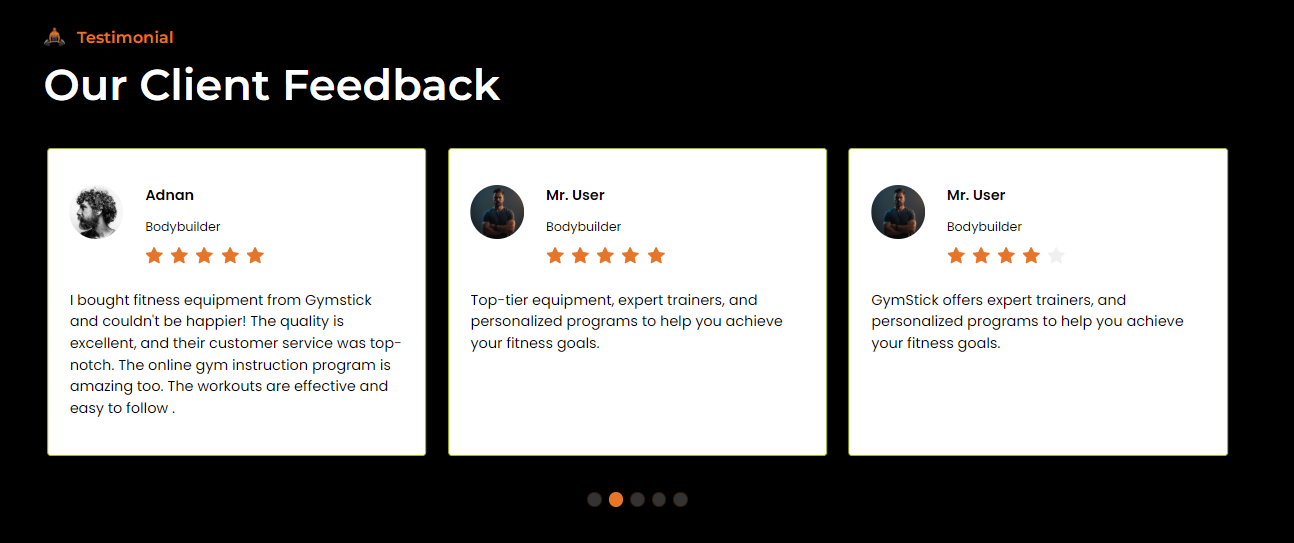 Testimonial
Our Client Feedback
Adnan
Bodybuilder
I bought fitness equipment from Gymstick
and couldn't be happier! The quality is
excellent, and their customer service was top-
notch. The online gym instruction program is
amazing too. The workouts are effective and
easy to follow .
Mr. User
Bodybuilder
Top-tier equipment, expert trainers, and
personalized programs to help you achieve
your fitness goals.
Mr. User
Bodybuilder
GymStick offers expert trainers, and
personalized programs to help you achieve
your fitness goals.